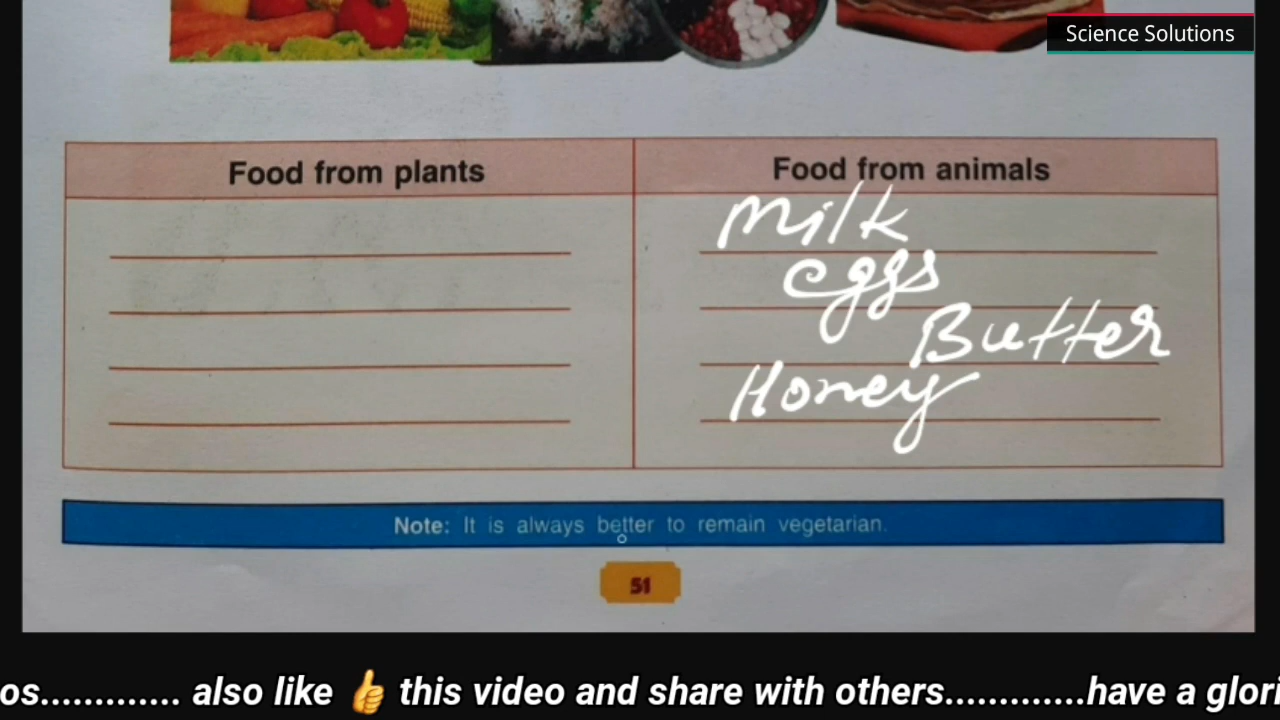 Science Solutions
Food from plants
Food from animals
Milk
eggs
Butter
Honey
Note: It is always better to remain vegetarian.
51
os............. also like 👍 this video and share with others.............have a glori